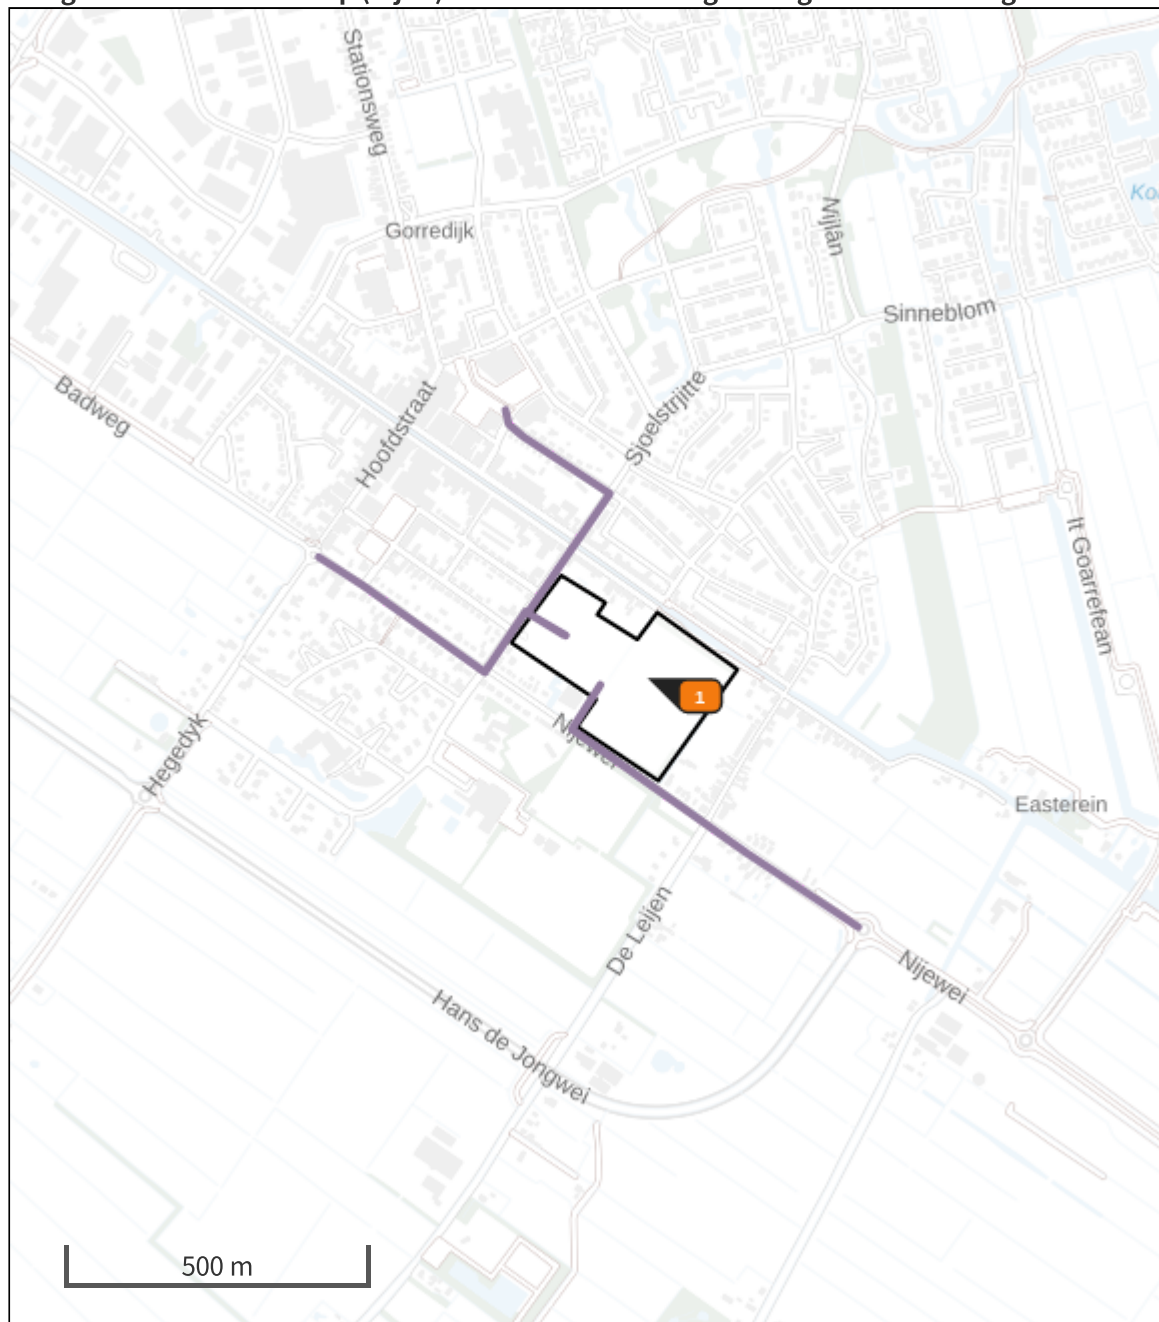 Stationsweg
Gorredijk
Nijlân
Ko
Sinneblom
Badweg
Hoofdstraat
Sjoelstrjitte
It Goarrefean
1
Hegedyk
Nijewei
Easterein
De Leijen
Nijewei
Hans de Jongwei
500 m